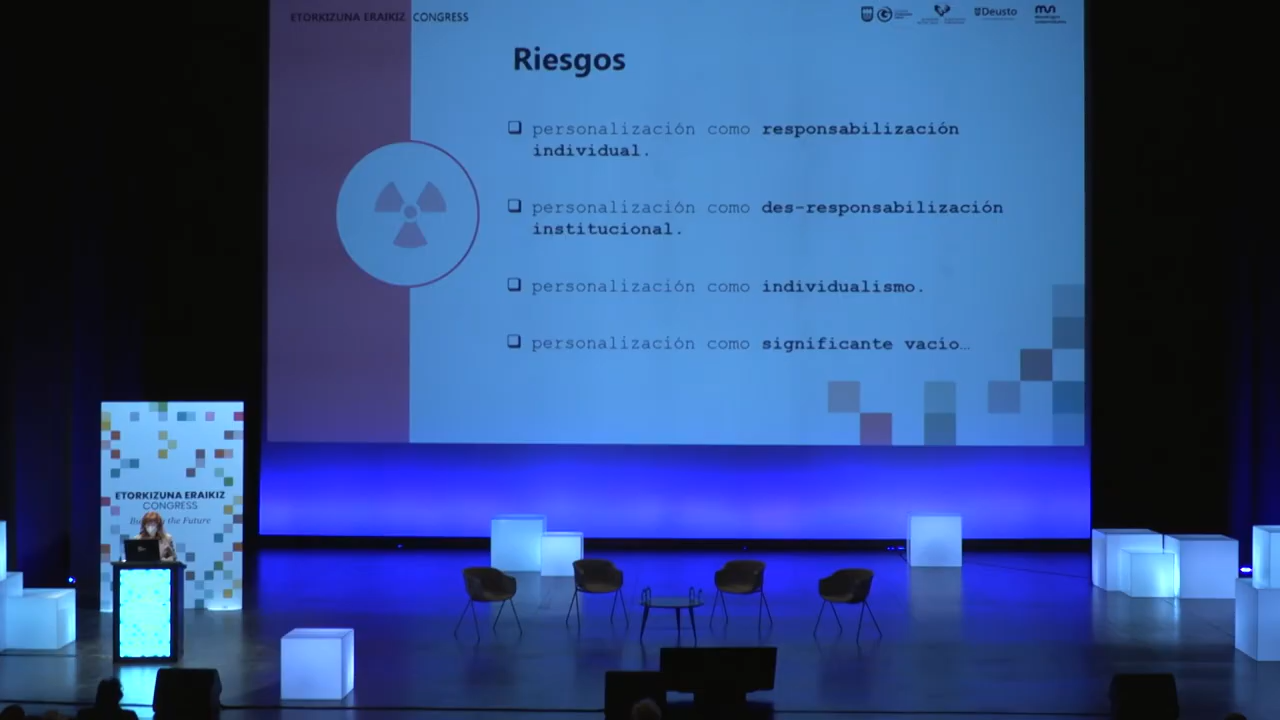 ETORKIZUNA ERAIKIZ CONGRESS
Deusto
Riesgos
personalización como responsabilización
individual.
personalización como des-responsabilización
institucional.
personalización como individualismo.
personalización como significante vacio…
ETORKIZUNA ERAIKIZ
CONGRESS
the Future